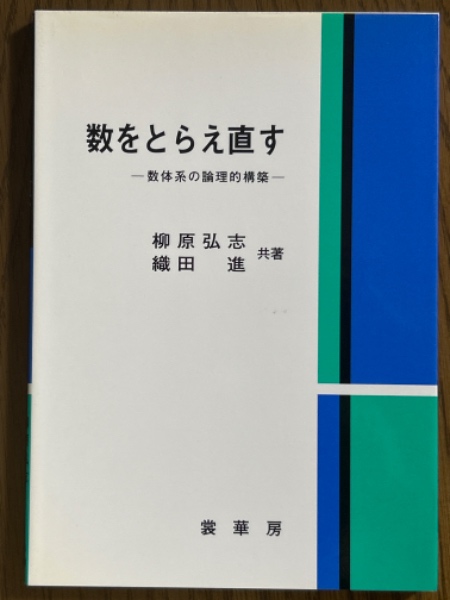 数をとらえ直す
―数体系の論理的構築―
柳原弘志
織田 進
共著
裳華房